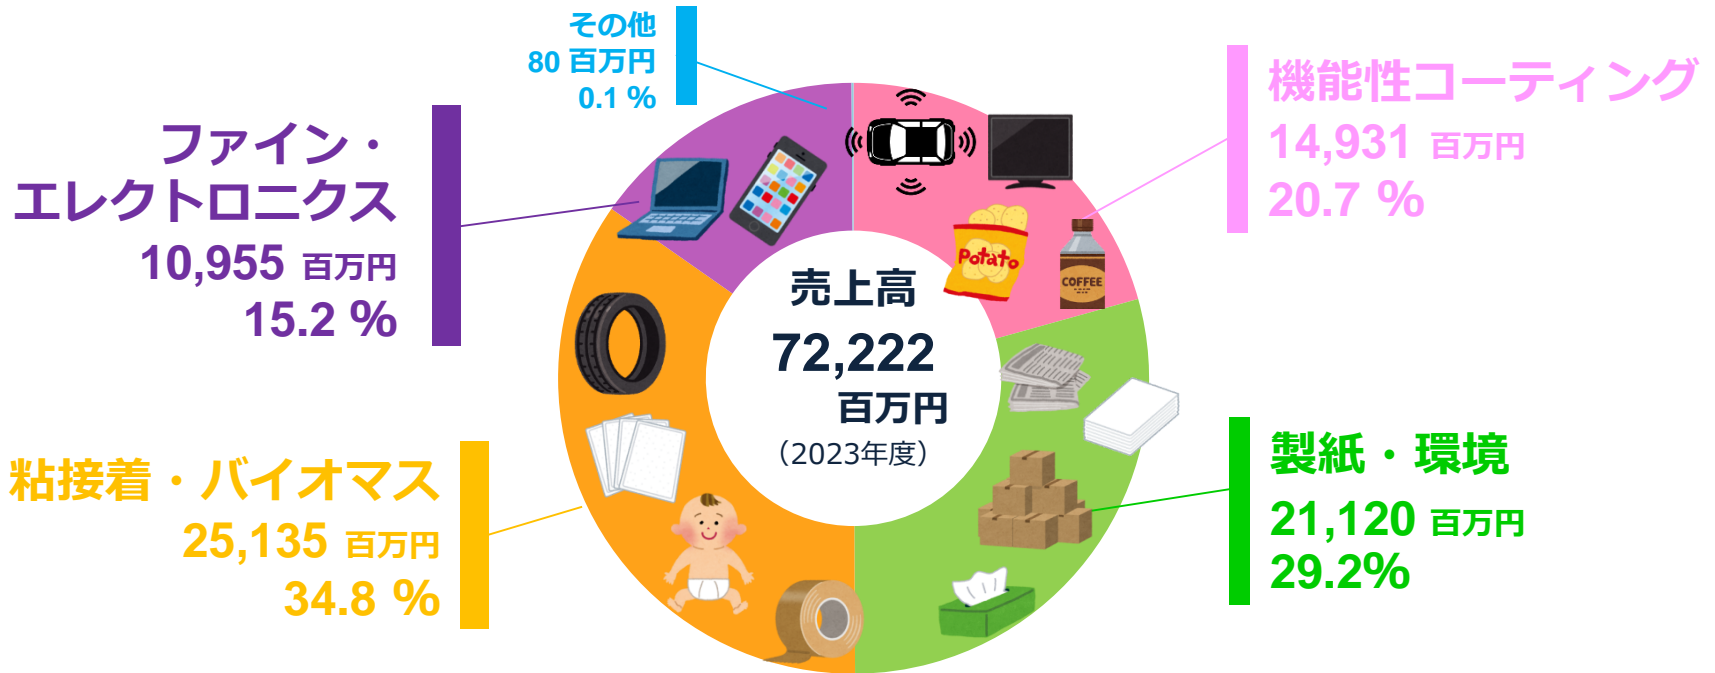 その他
80 百万円
0.1 %
機能性コーティング
14,931 百万円
20.7 %
ファイン・
エレクトロニクス
10,955 百万円
15.2 %
Potato
COFFEE
売上高
72,222
百万円
（2023年度）
製紙・環境
21,120 百万円
29.2%
粘接着・バイオマス
25,135 百万円
34.8 %